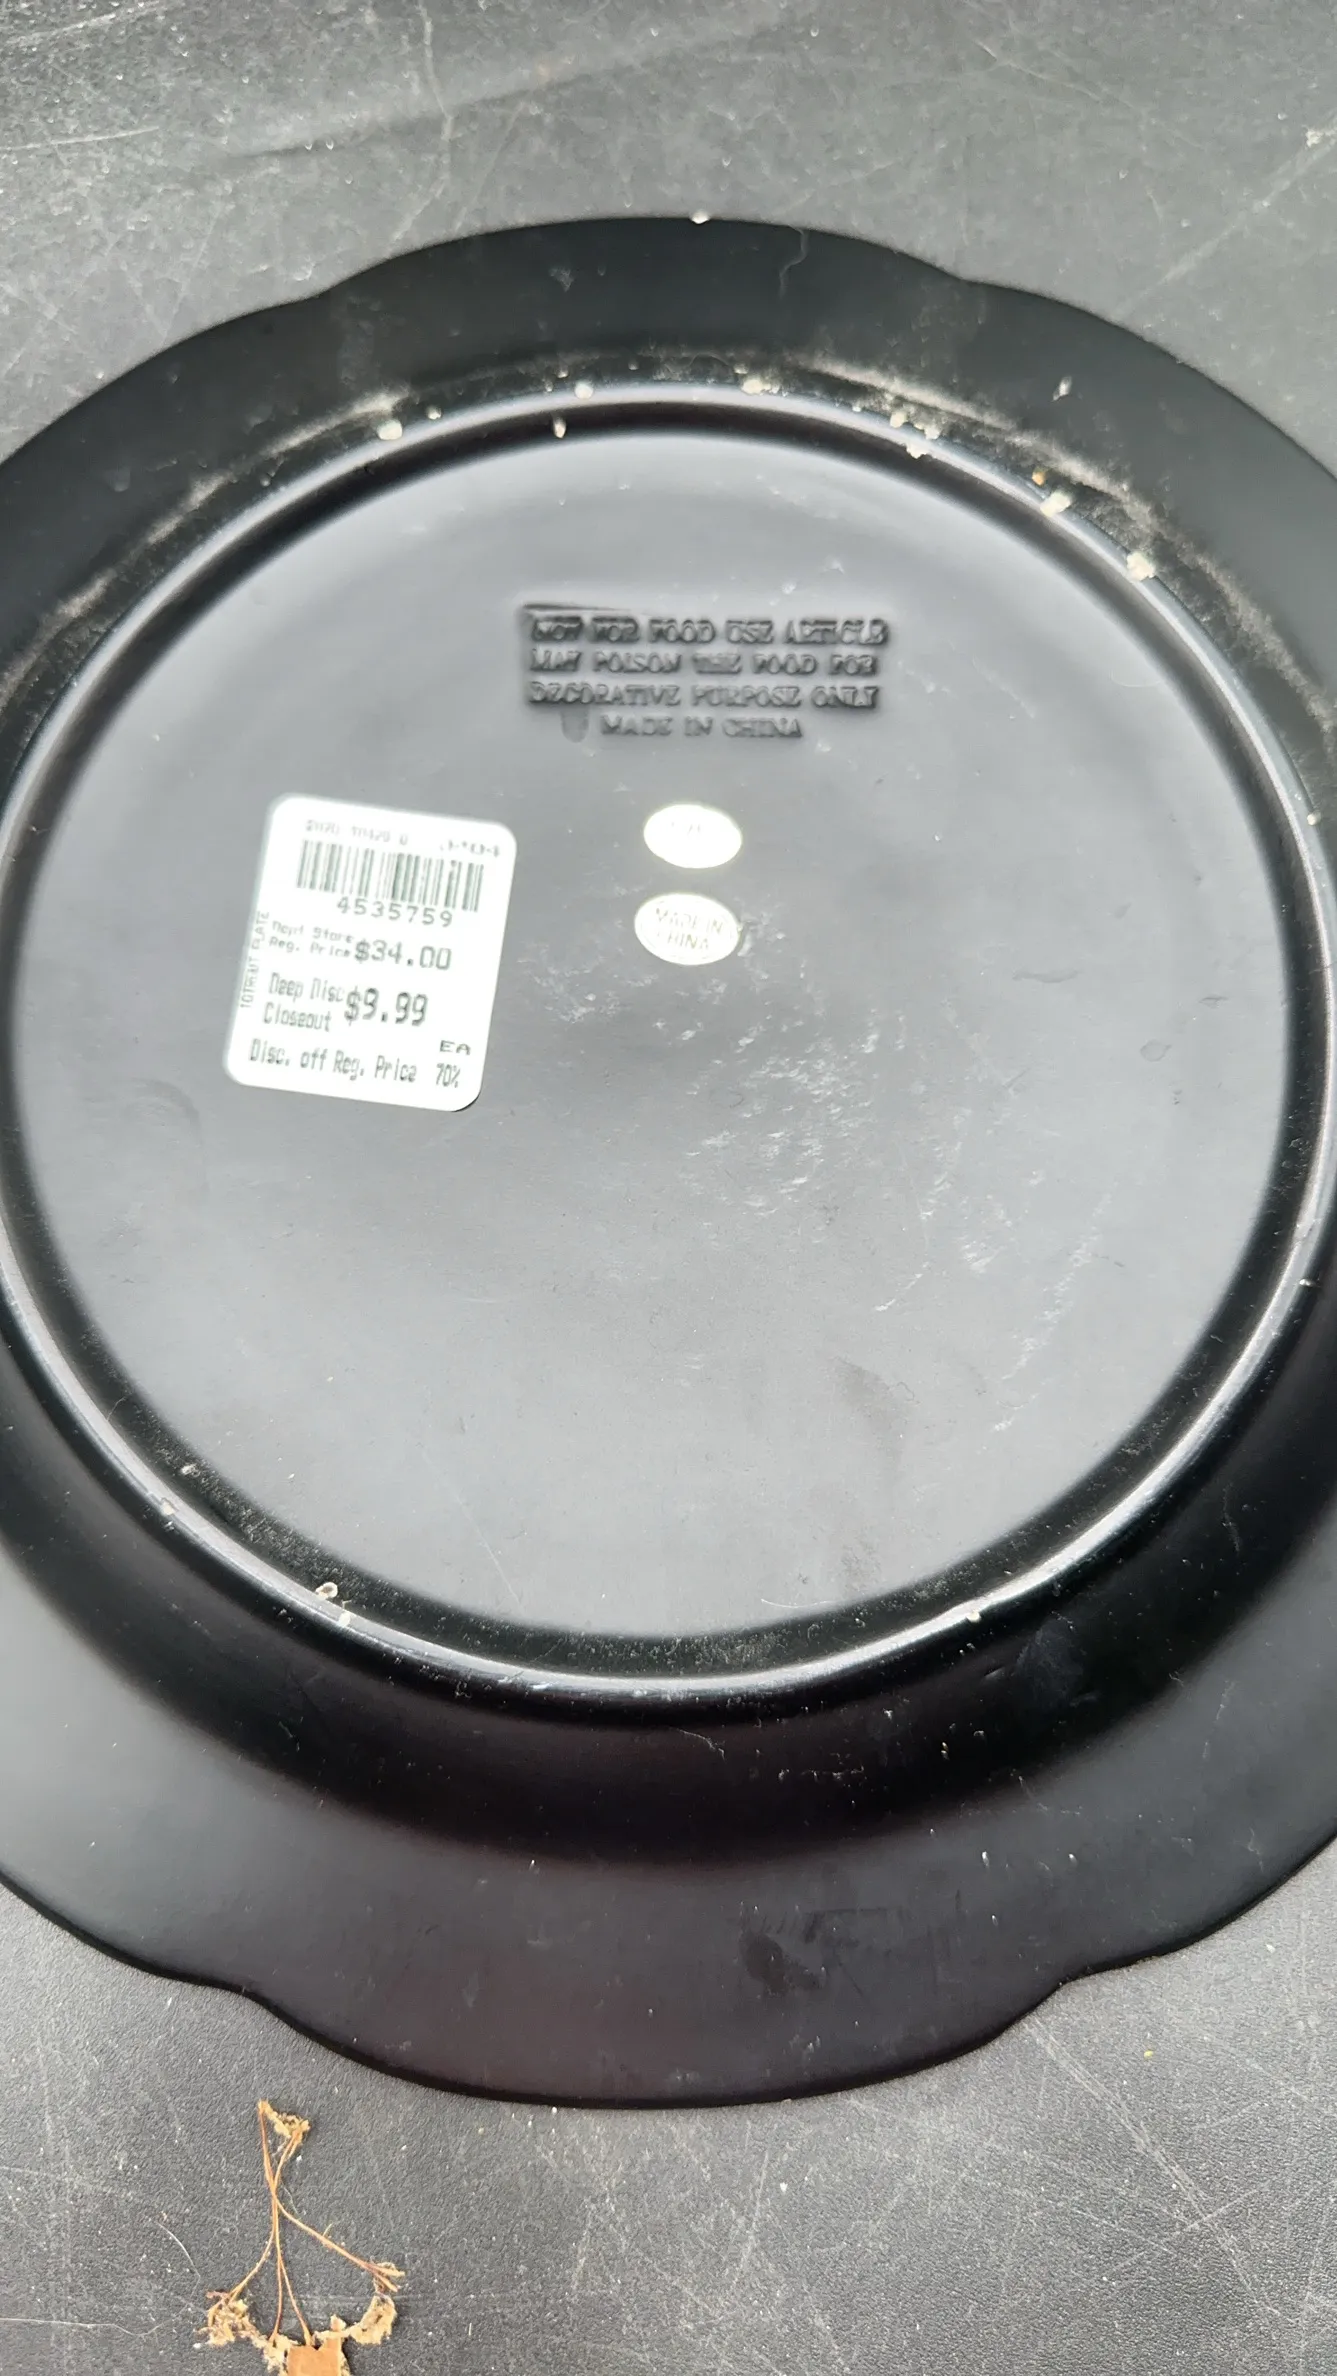 NOT FOR FOOD USE ARTICLE
MAY POISON THE FOOD FOR
DECORATIVE PURPOSE ONLY
MADE IN CHINA
4535759
Reg. Price $34.00
Deep Disc
Closeout $9.99
EA
Disc. off Reg. Price 70%
PLATE
MADE IN
CHINA